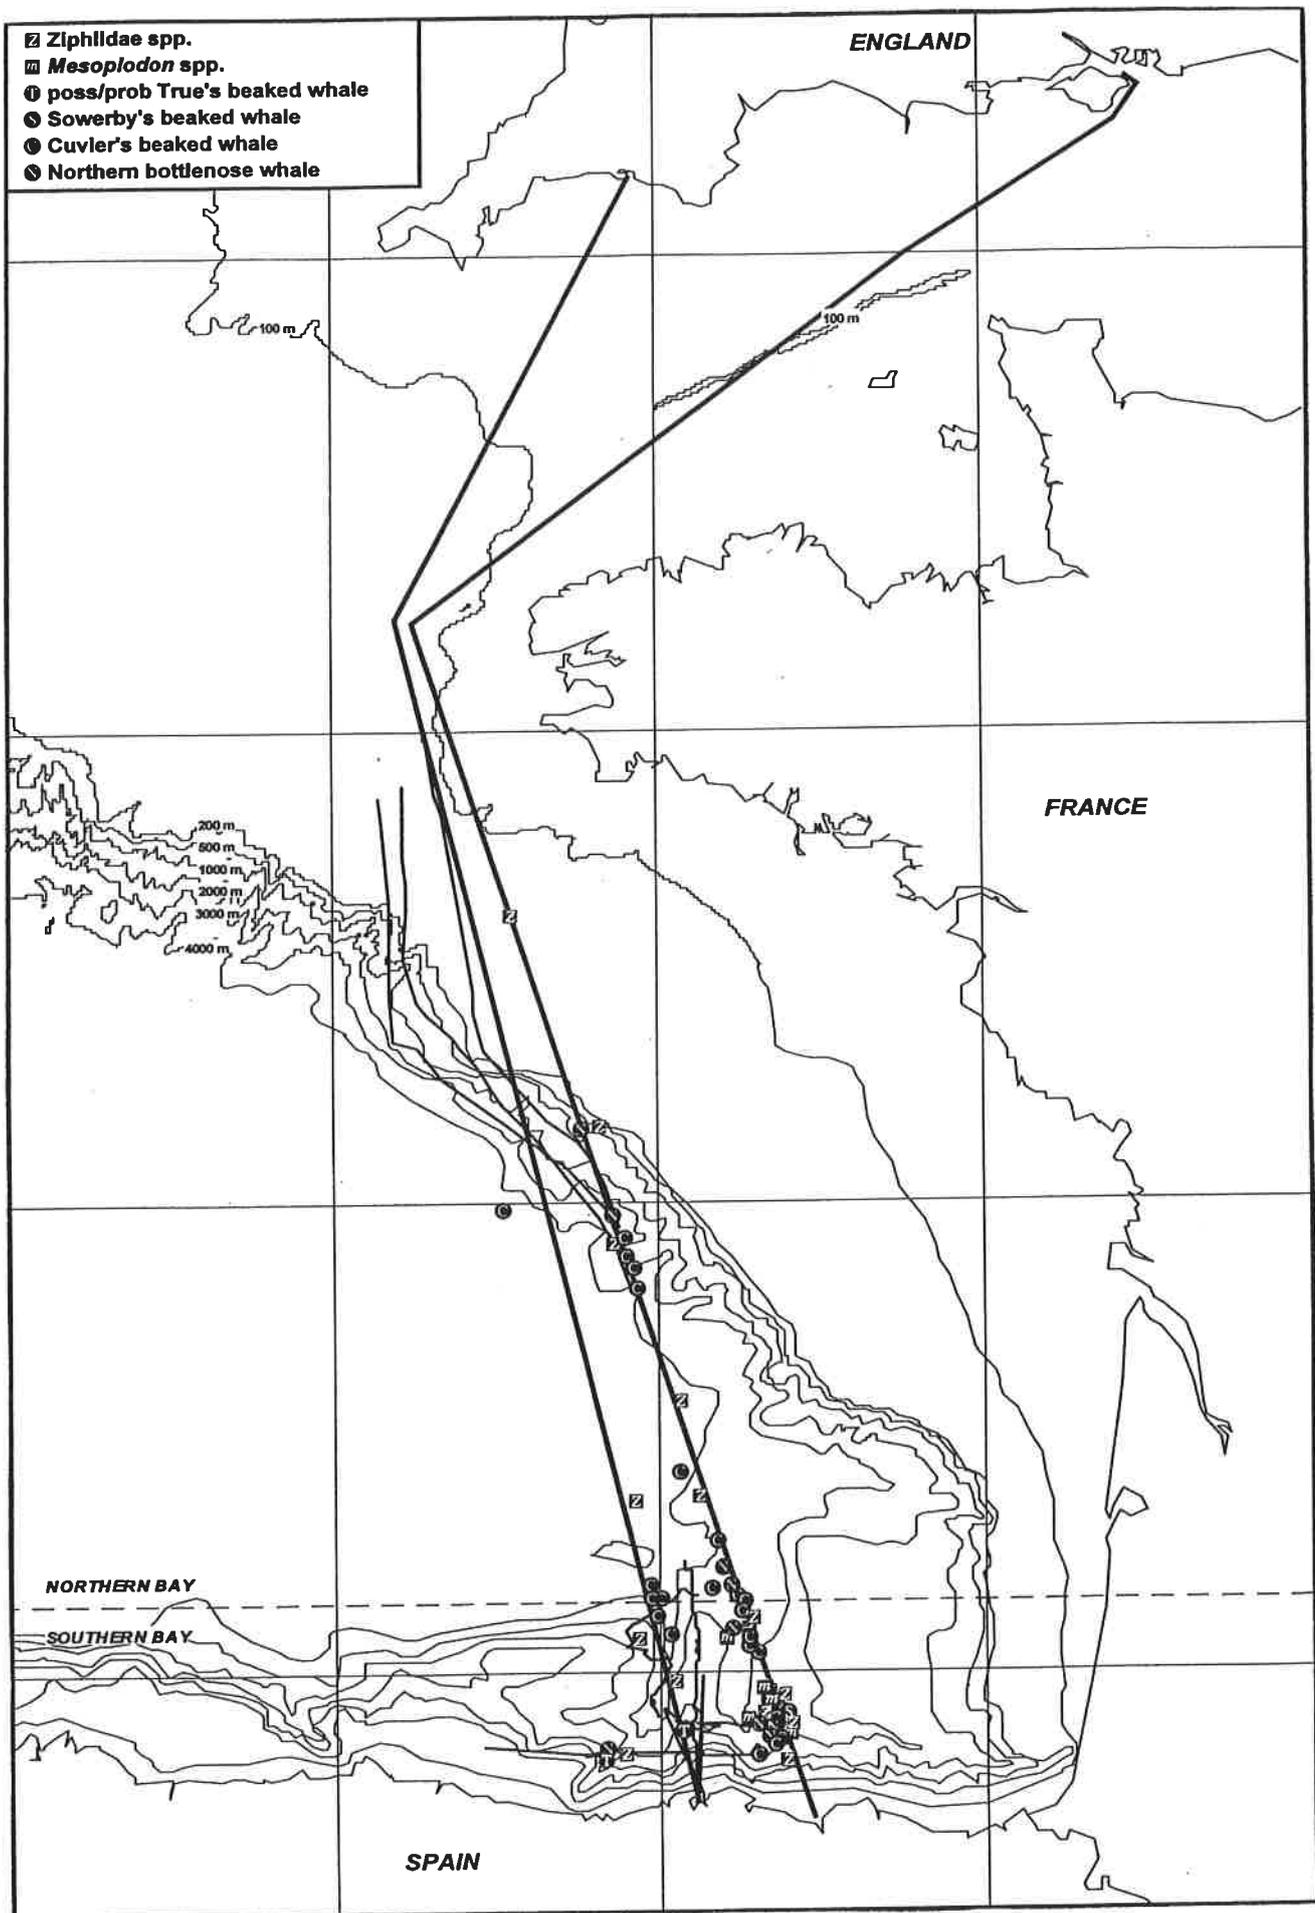 Ziphiidae spp.
Mesoplodon spp.
poss/prob True's beaked whale
Sowerby's beaked whale
Cuvier's beaked whale
Northern bottlenose whale
ENGLAND
100 m
100 m
FRANCE
200 m
500 m
1000 m
2000 m
3000 m
4000 m
NORTHERN BAY
SOUTHERN BAY
SPAIN